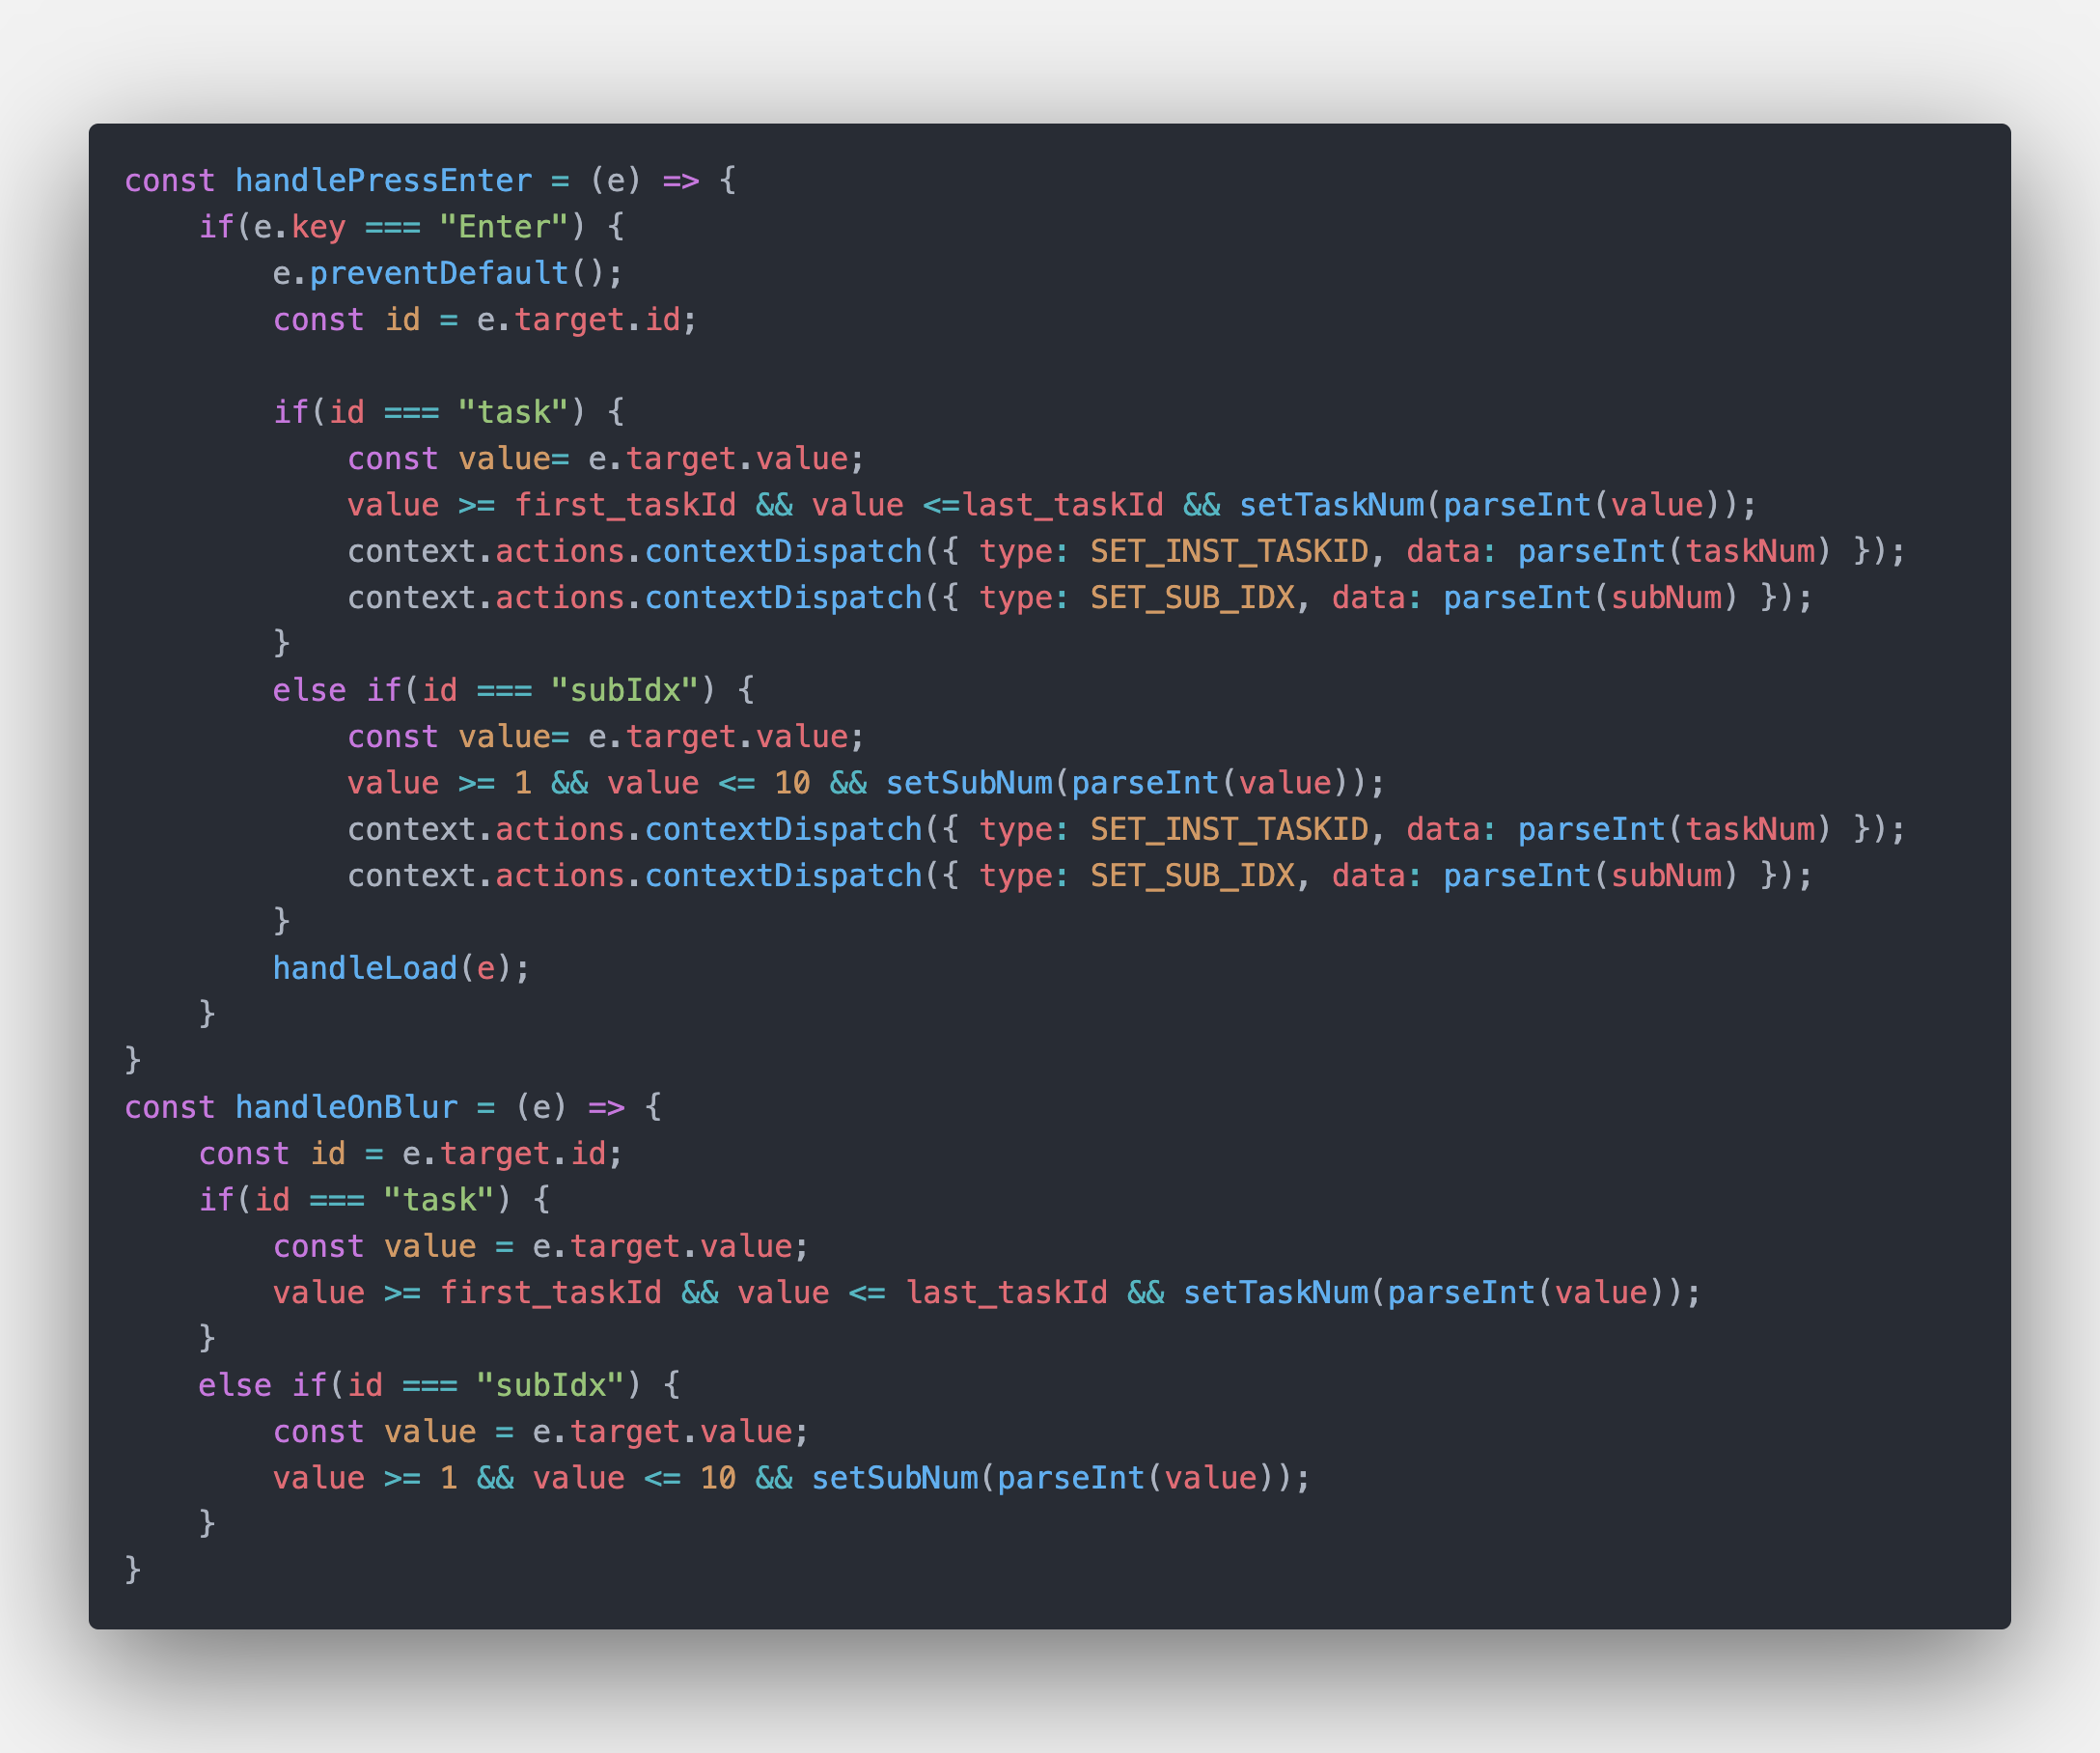 const handlePressEnter = (e) => {
    if(e.key === "Enter") {
        e.preventDefault();
        const id = e.target.id;

        if(id === "task") {
            const value= e.target.value;
            value >= first_taskId && value <=last_taskId && setTaskNum(parseInt(value));
            context.actions.contextDispatch({ type: SET_INST_TASKID, data: parseInt(taskNum) });
            context.actions.contextDispatch({ type: SET_SUB_IDX, data: parseInt(subNum) });
        }
        else if(id === "subIdx") {
            const value= e.target.value;
            value >= 1 && value <= 10 && setSubNum(parseInt(value));
            context.actions.contextDispatch({ type: SET_INST_TASKID, data: parseInt(taskNum) });
            context.actions.contextDispatch({ type: SET_SUB_IDX, data: parseInt(subNum) });
        }
        handleLoad(e);
    }
}
const handleOnBlur = (e) => {
    const id = e.target.id;
    if(id === "task") {
        const value = e.target.value;
        value >= first_taskId && value <= last_taskId && setTaskNum(parseInt(value));
    }
    else if(id === "subIdx") {
        const value = e.target.value;
        value >= 1 && value <= 10 && setSubNum(parseInt(value));
    }
}